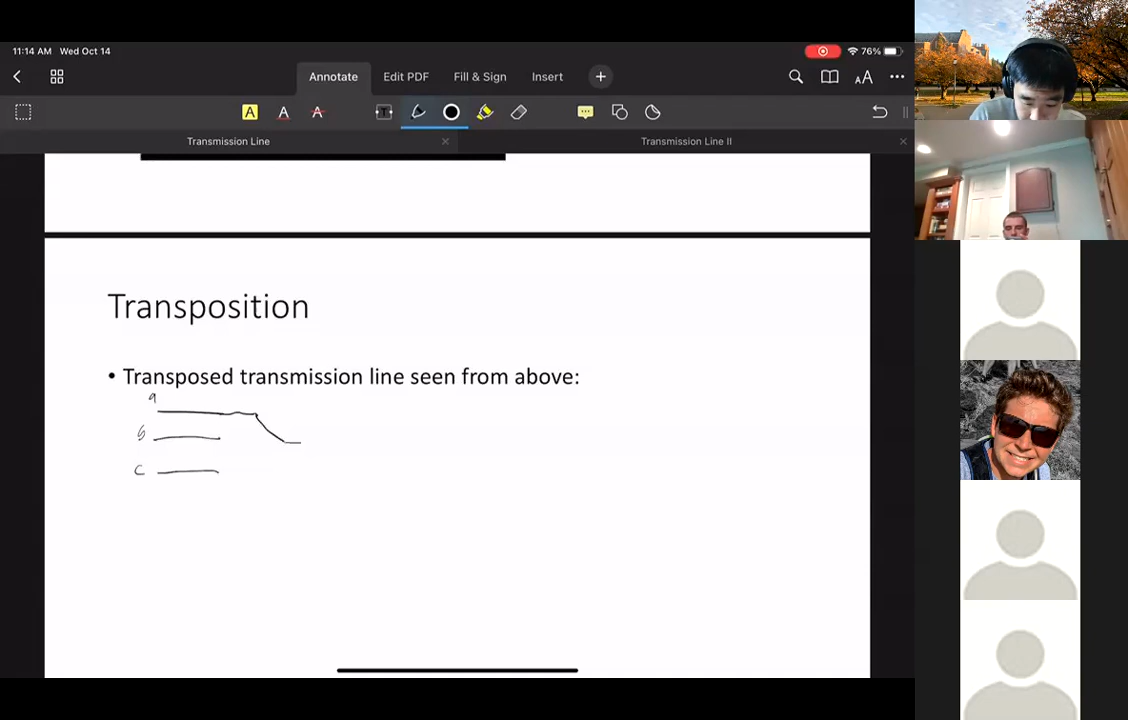 11:14 AM Wed Oct 14
76%
Annotate Edit PDF Fill & Sign Insert +
AA
A A A T
Transmission Line
Transmission Line II
Transposition
• Transposed transmission line seen from above:
a
b
c